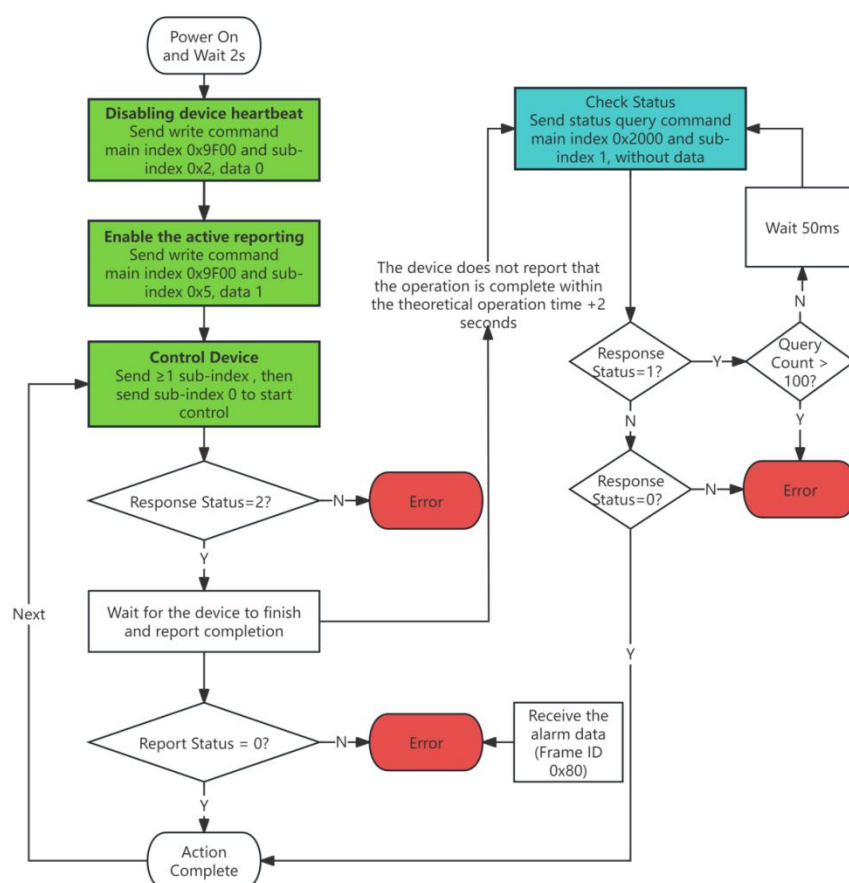 Power On
and Wait 2s
Disabling device heartbeat
Send write command
main index 0x9F00 and sub-
index 0x2, data 0
Enable the active reporting
Send write command
main index 0x9F00 and sub-
index 0x5, data 1
Control Device
Send ≥1 sub-index , then
send sub-index 0 to start
control
Response Status=2?
N
Error
Y
Wait for the device to finish
and report completion
Next
Report Status = 0?
N
Error
Receive the
alarm data
(Frame ID
0x80)
Y
Action
Complete
The device does not report that
the operation is complete within
the theoretical operation time +2
seconds
Check Status
Send status query command
main index 0x2000 and sub-
index 1, without data
Wait 50ms
N
Response
Status=1?
Y
Query
Count >
100?
N
Y
Response
Status=0?
N
Error
Y